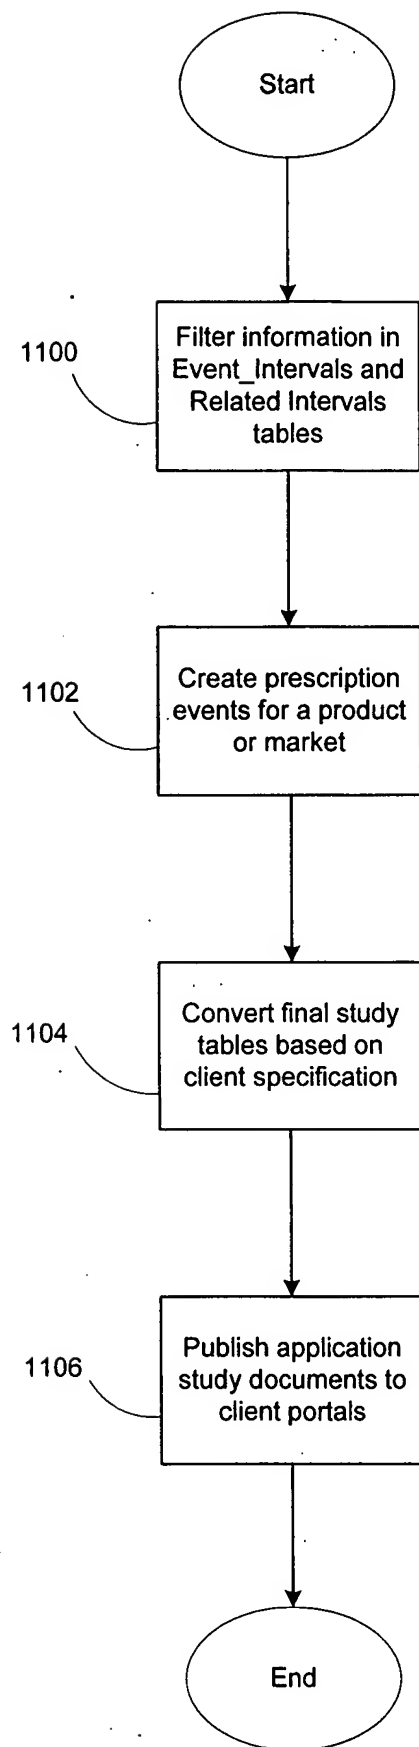 Start
1100
Filter information in
Event_Intervals and
Related Intervals
tables
1102
Create prescription
events for a product
or market
1104
Convert final study
tables based on
client specification
1106
Publish application
study documents to
client portals
End